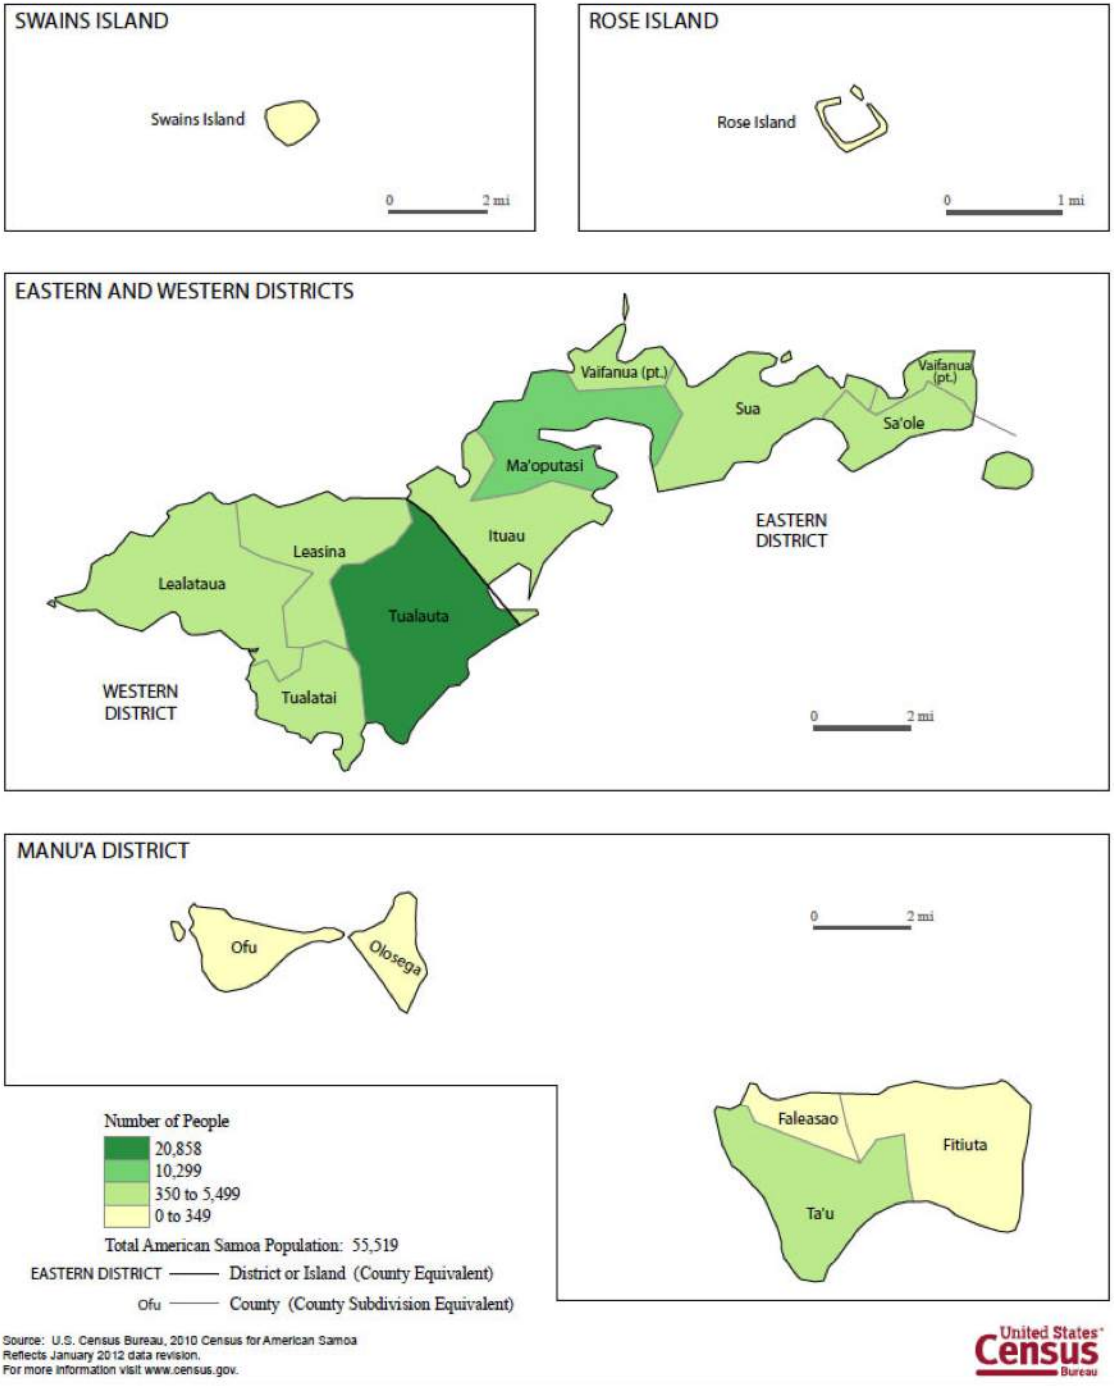 SWAINS ISLAND
Swains Island
0 2 mi
ROSE ISLAND
Rose Island
0 1 mi
EASTERN AND WESTERN DISTRICTS
Vaifanua (pt.)
Vaifanua
(pt.)
Sua
Sa'ole
Ma'oputasi
EASTERN
DISTRICT
Ituau
Leasina
Lealataua
Tualauta
WESTERN
DISTRICT
Tualatai
0 2 mi
MANU'A DISTRICT
0 2 mi
Ofu
Olosega
Faleasao
Fitiuta
Ta'u
Number of People
20,858
10,299
350 to 5,499
0 to 349
Total American Samoa Population: 55,519
EASTERN DISTRICT District or Island (County Equivalent)
Ofu County (County Subdivision Equivalent)
Source: U.S. Census Bureau, 2010 Census for American Samoa
Reflects January 2012 data revision.
For more information visit www.census.gov.
United States®
Census
Bureau